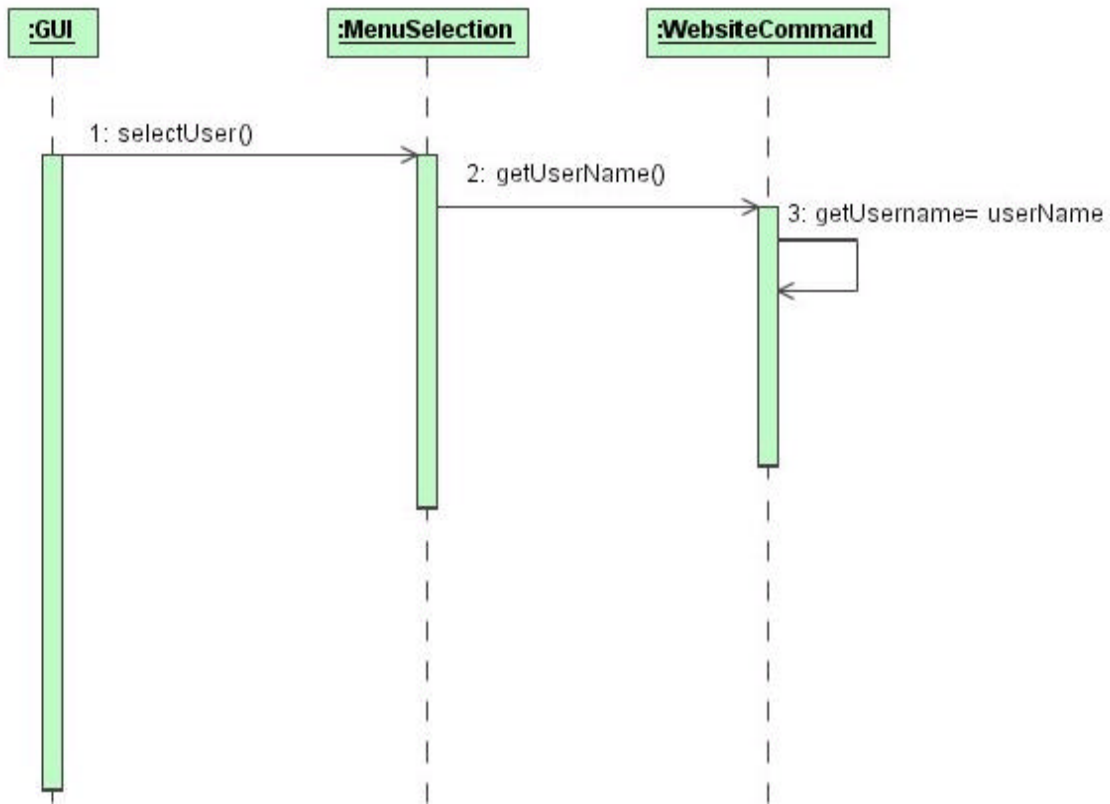 :GUI
:MenuSelection
:WebsiteCommand
1: selectUser()
2: getUserName()
3: getUsername= userName